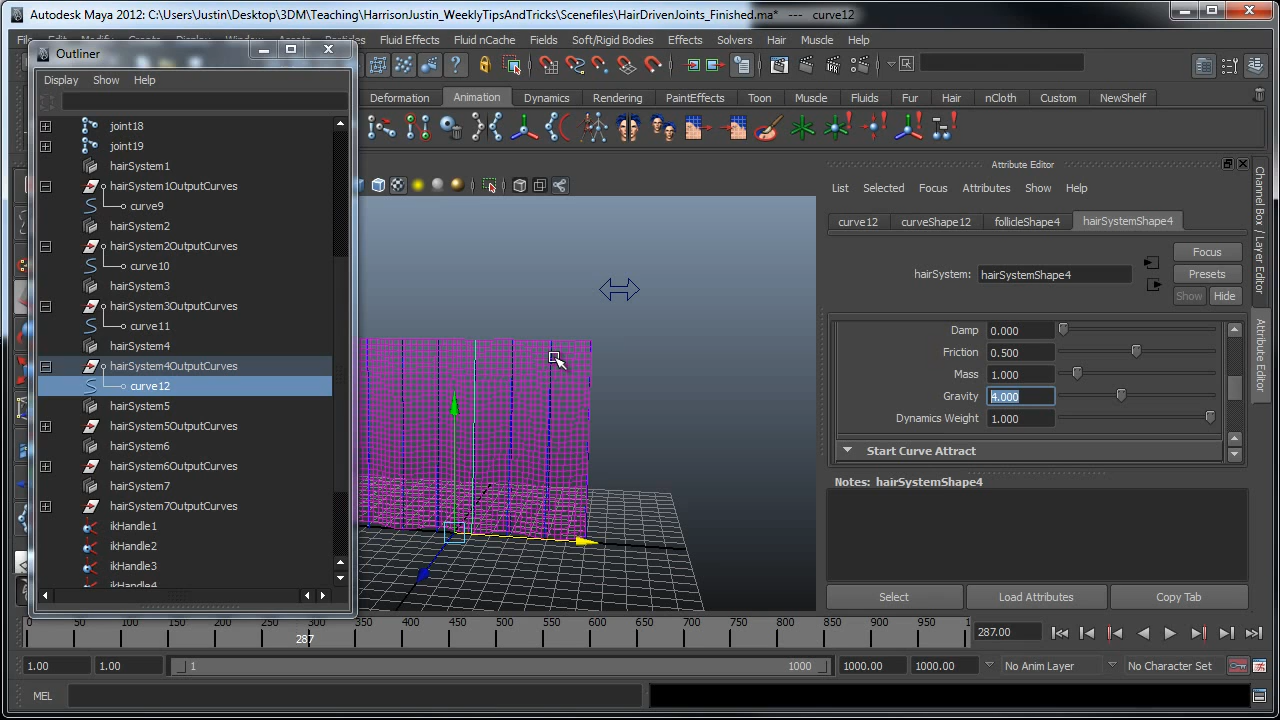 Autodesk Maya 2012: C:\Users\Justin\Desktop\3DM\Teaching\HarrisonJustin_WeeklyTipsAndTricks\Scenefiles\HairDrivenJoints_Finished.ma* --- curve12
Fluid Effects Fluid nCache Fields Soft/Rigid Bodies Effects Solvers Hair Muscle Help
Outliner
Display Show Help
Deformation Animation Dynamics Rendering PaintEffects Toon Muscle Fluids Fur Hair nCloth Custom NewShelf
joint18
joint19
hairSystem1
hairSystem1OutputCurves
curve9
hairSystem2
hairSystem2OutputCurves
curve10
hairSystem3
hairSystem3OutputCurves
curve11
hairSystem4
hairSystem4OutputCurves
curve12
hairSystem5
hairSystem5OutputCurves
hairSystem6
hairSystem6OutputCurves
hairSystem7
hairSystem7OutputCurves
ikHandle1
ikHandle2
ikHandle3
ikHandle4
Attribute Editor
List Selected Focus Attributes Show Help
curve12 curveShape12 follicleShape4 hairSystemShape4
Focus
hairSystem: hairSystemShape4
Presets
Show Hide
Damp 0.000
Friction 0.500
Mass 1.000
Gravity 4.000
Dynamics Weight 1.000
Start Curve Attract
Notes: hairSystemShape4
Select Load Attributes Copy Tab
Channel Box / Layer Editor
Attribute Editor
0 50 100 150 200 250 300 350 400 450 500 550 600 650 700 750 800 850 900 950 1
287
287.00
1.00 1.00 1 1000 1000.00 1000.00 No Anim Layer No Character Set
MEL